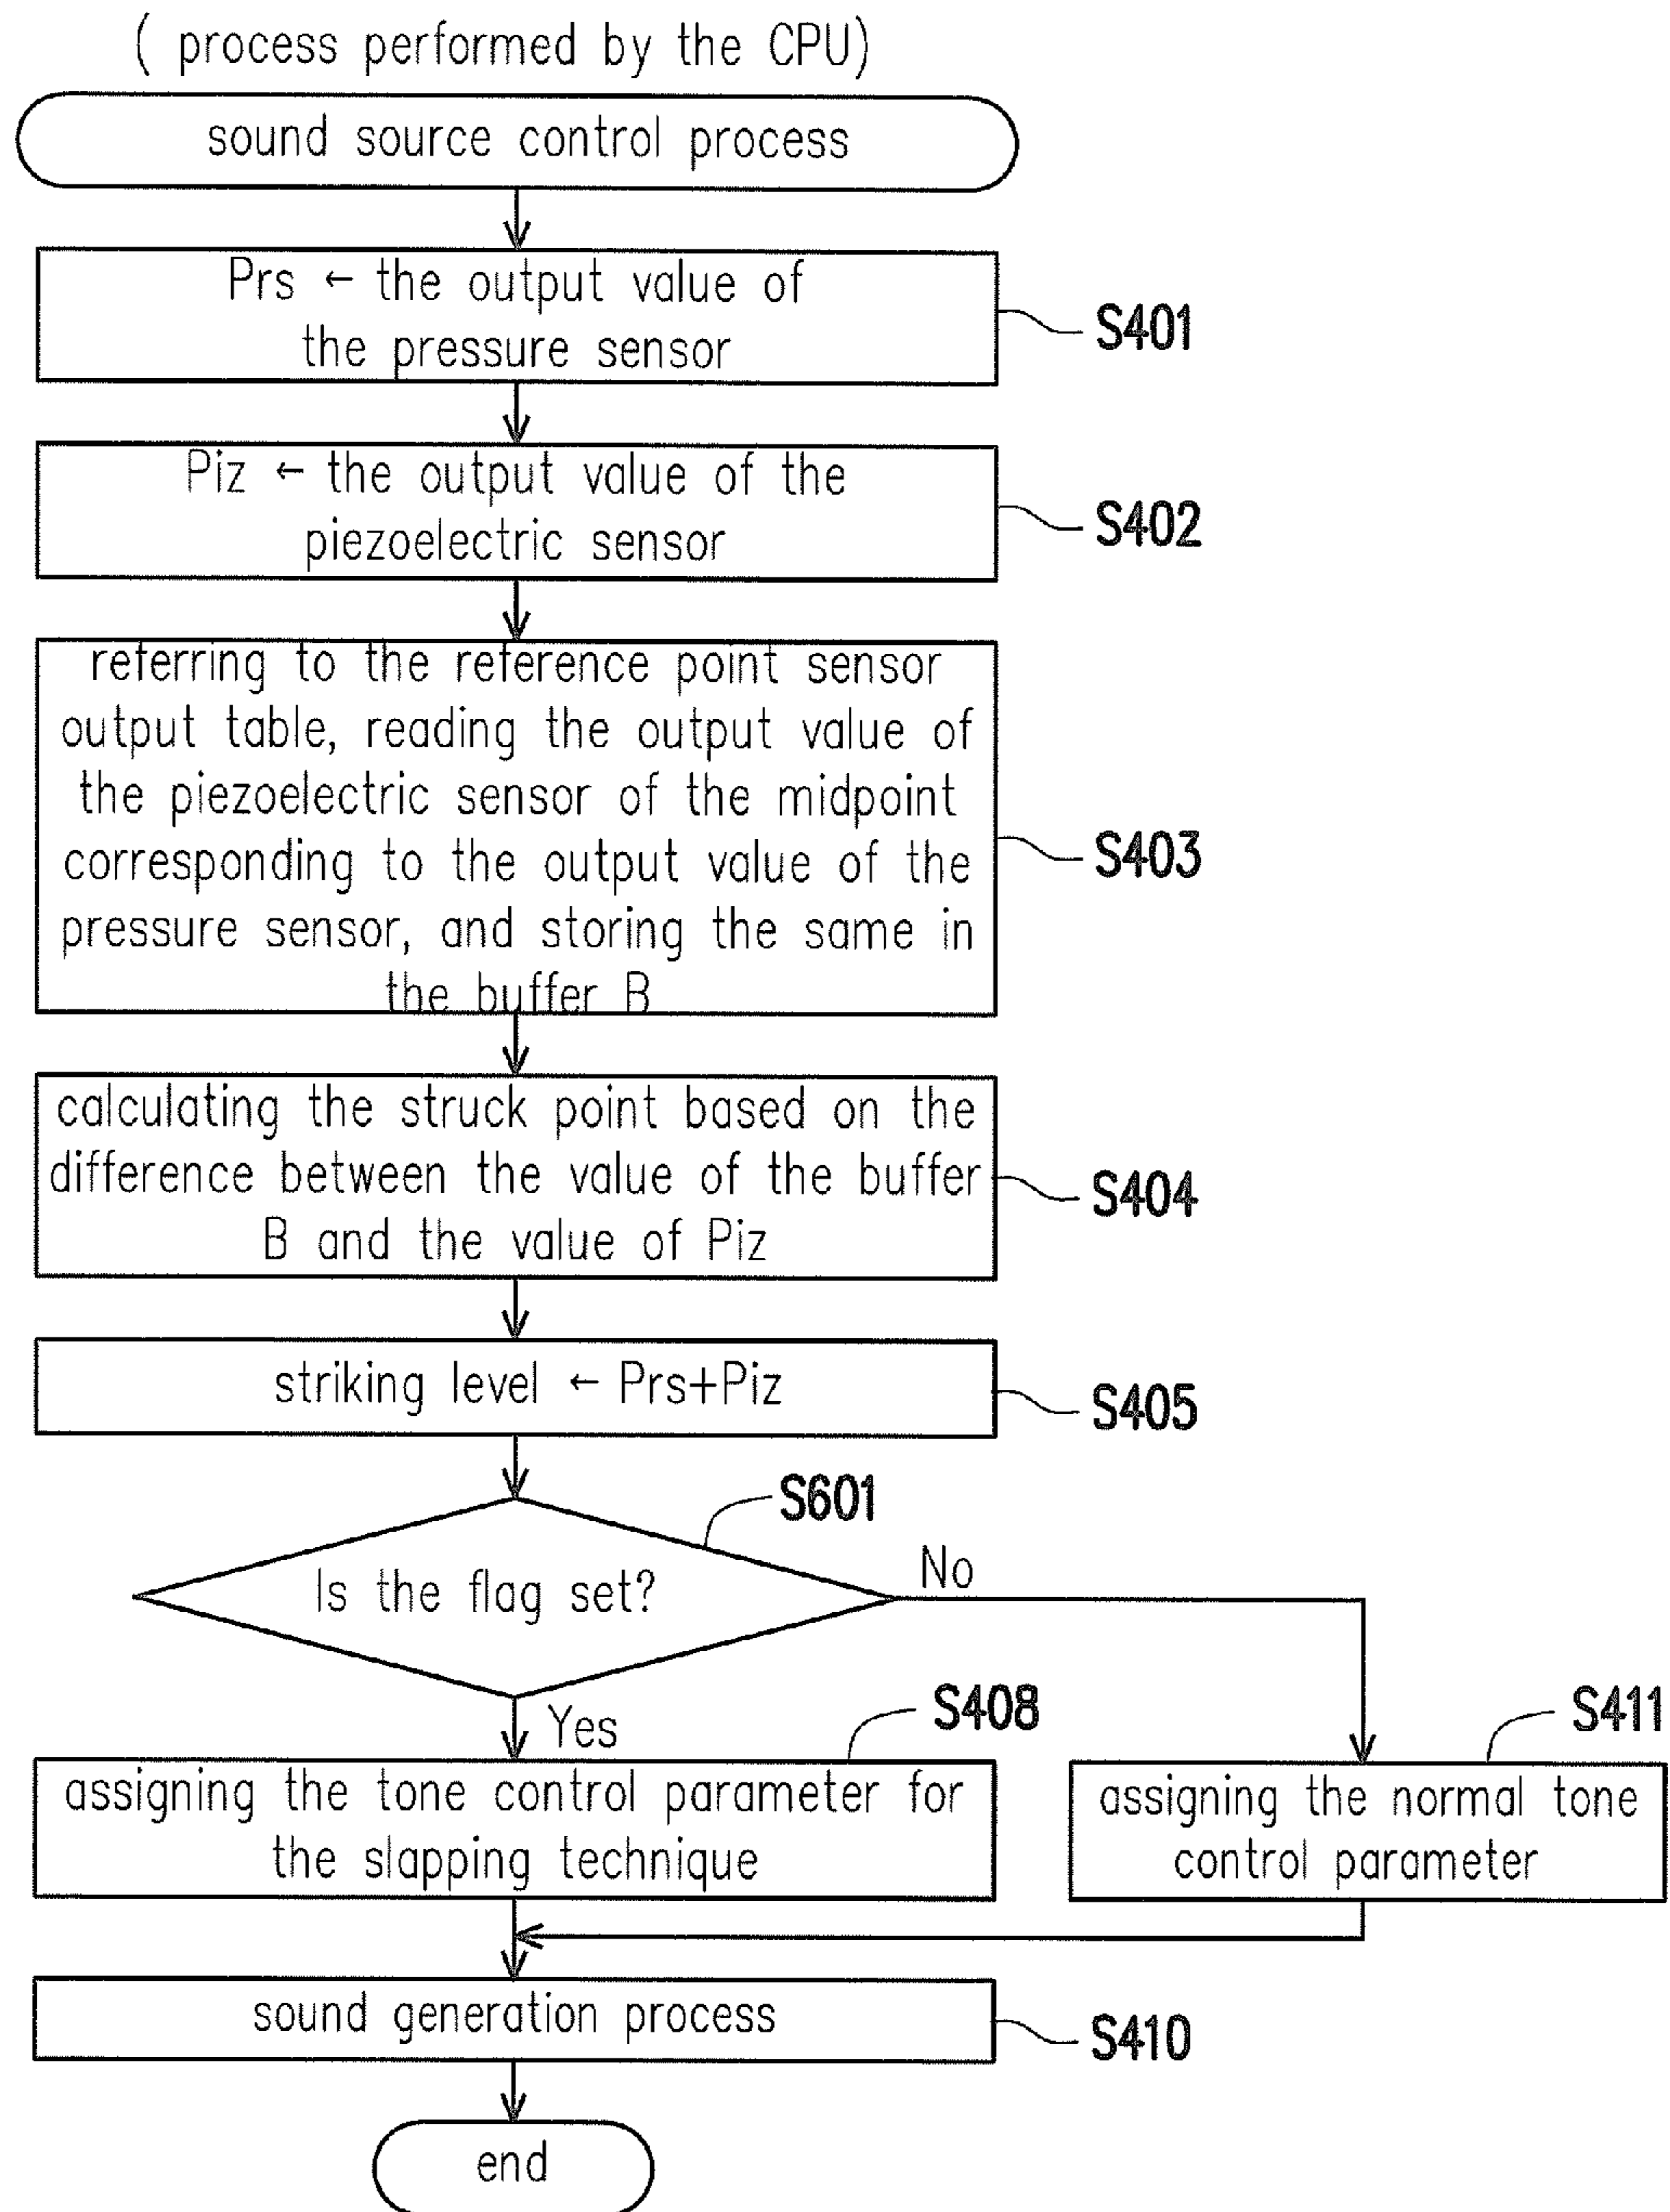 ( process performed by the CPU)
sound source control process
Prs ← the output value of
the pressure sensor
S401
Piz ← the output value of the
piezoelectric sensor
S402
referring to the reference point sensor
output table, reading the output value of
the piezoelectric sensor of the midpoint
corresponding to the output value of the
pressure sensor, and storing the same in
the buffer B
S403
calculating the struck point based on the
difference between the value of the buffer
B and the value of Piz
S404
striking level ← Prs+Piz
S405
S601
Is the flag set?
No
Yes
S408
assigning the tone control parameter for
the slapping technique
S411
assigning the normal tone
control parameter
sound generation process
S410
end